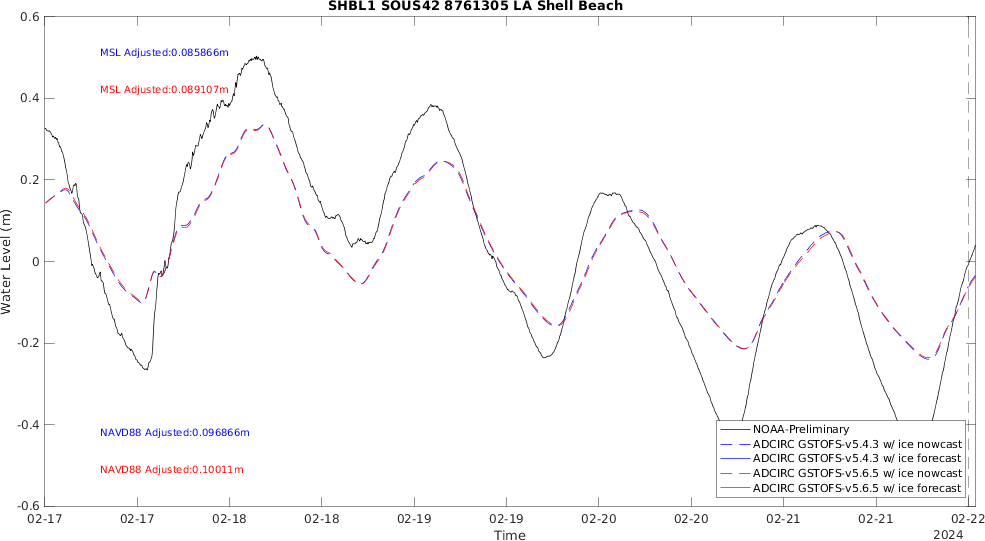 SHBL1 SOUS42 8761305 LA Shell Beach
0.6
0.4
0.2
0
-0.2
-0.4
-0.6
Water Level (m)
MSL Adjusted:0.085866m
MSL Adjusted:0.089107m
NAVD88 Adjusted:0.096866m
NAVD88 Adjusted:0.10011m
NOAA-Preliminary
ADCIRC GSTOFS-v5.4.3 w/ ice nowcast
ADCIRC GSTOFS-v5.4.3 w/ ice forecast
ADCIRC GSTOFS-v5.6.5 w/ ice nowcast
ADCIRC GSTOFS-v5.6.5 w/ ice forecast
02-17 02-17 02-18 02-18 02-19 02-19 02-20 02-20 02-21 02-21 02-22
Time
2024